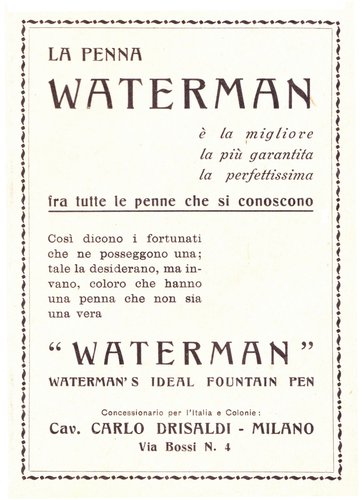 LA PENNA
WATERMAN
è la migliore
la più garantita
la perfettissima
fra tutte le penne che si conoscono
Così dicono i fortunati
che ne posseggono una;
tale la desiderano, ma in-
vano, coloro che hanno
una penna che non sia
una vera
“WATERMAN”
WATERMAN'S IDEAL FOUNTAIN PEN
Concessionario per l'Italia e Colonie:
Cav. CARLO DRISALDI - MILANO
Via Bossi N. 4